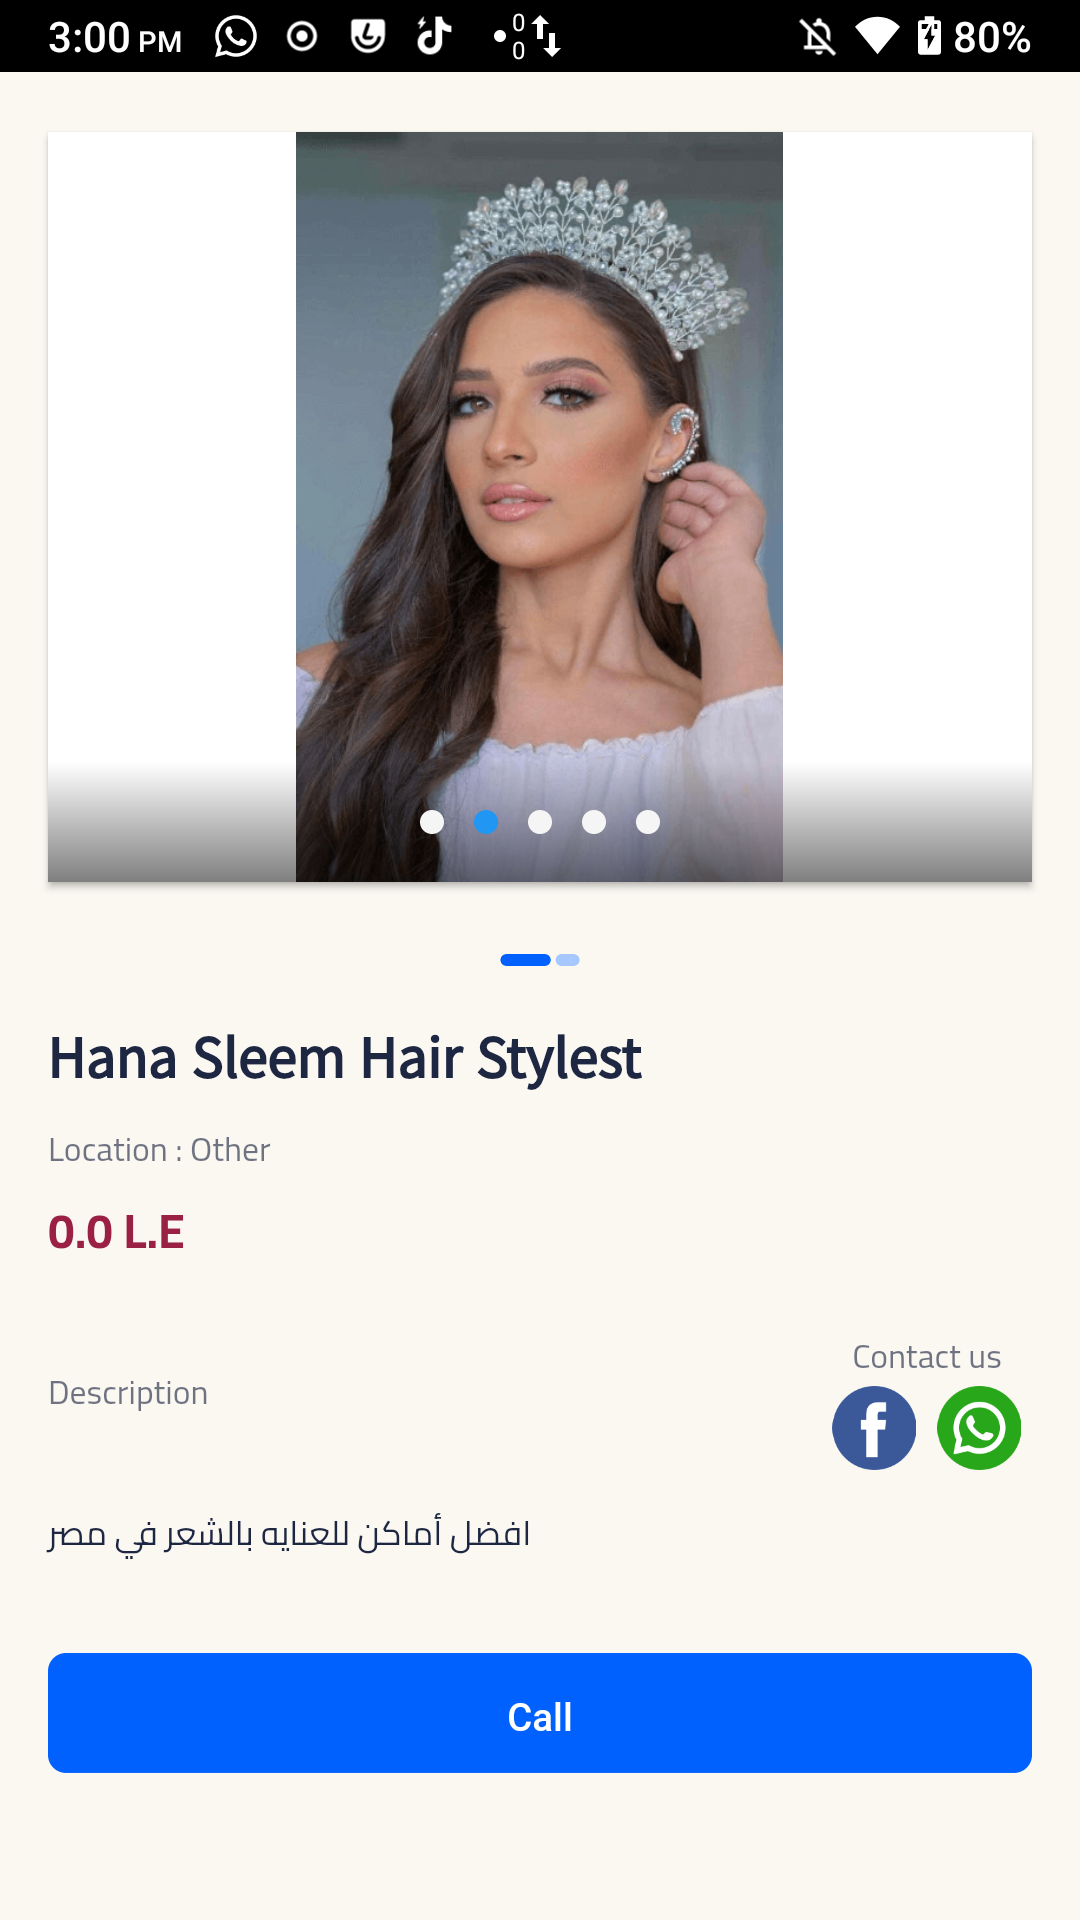 3:00 PM
0
0
80%
Hana Sleem Hair Stylest
Location : Other
0.0 L.E
Contact us
Description
افضل أماكن للعنايه بالشعر في مصر
Call